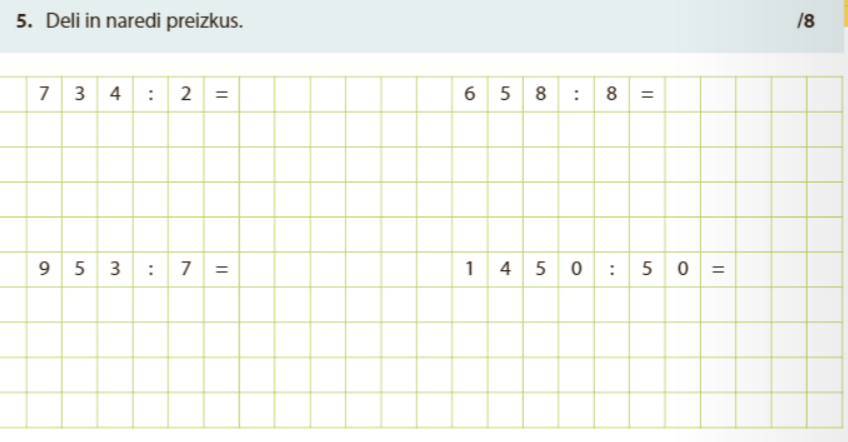 5. Deli in naredi preizkus. /8
7 3 4 : 2 =
6 5 8 : 8 =
9 5 3 : 7 =
1 4 5 0 : 5 0 =